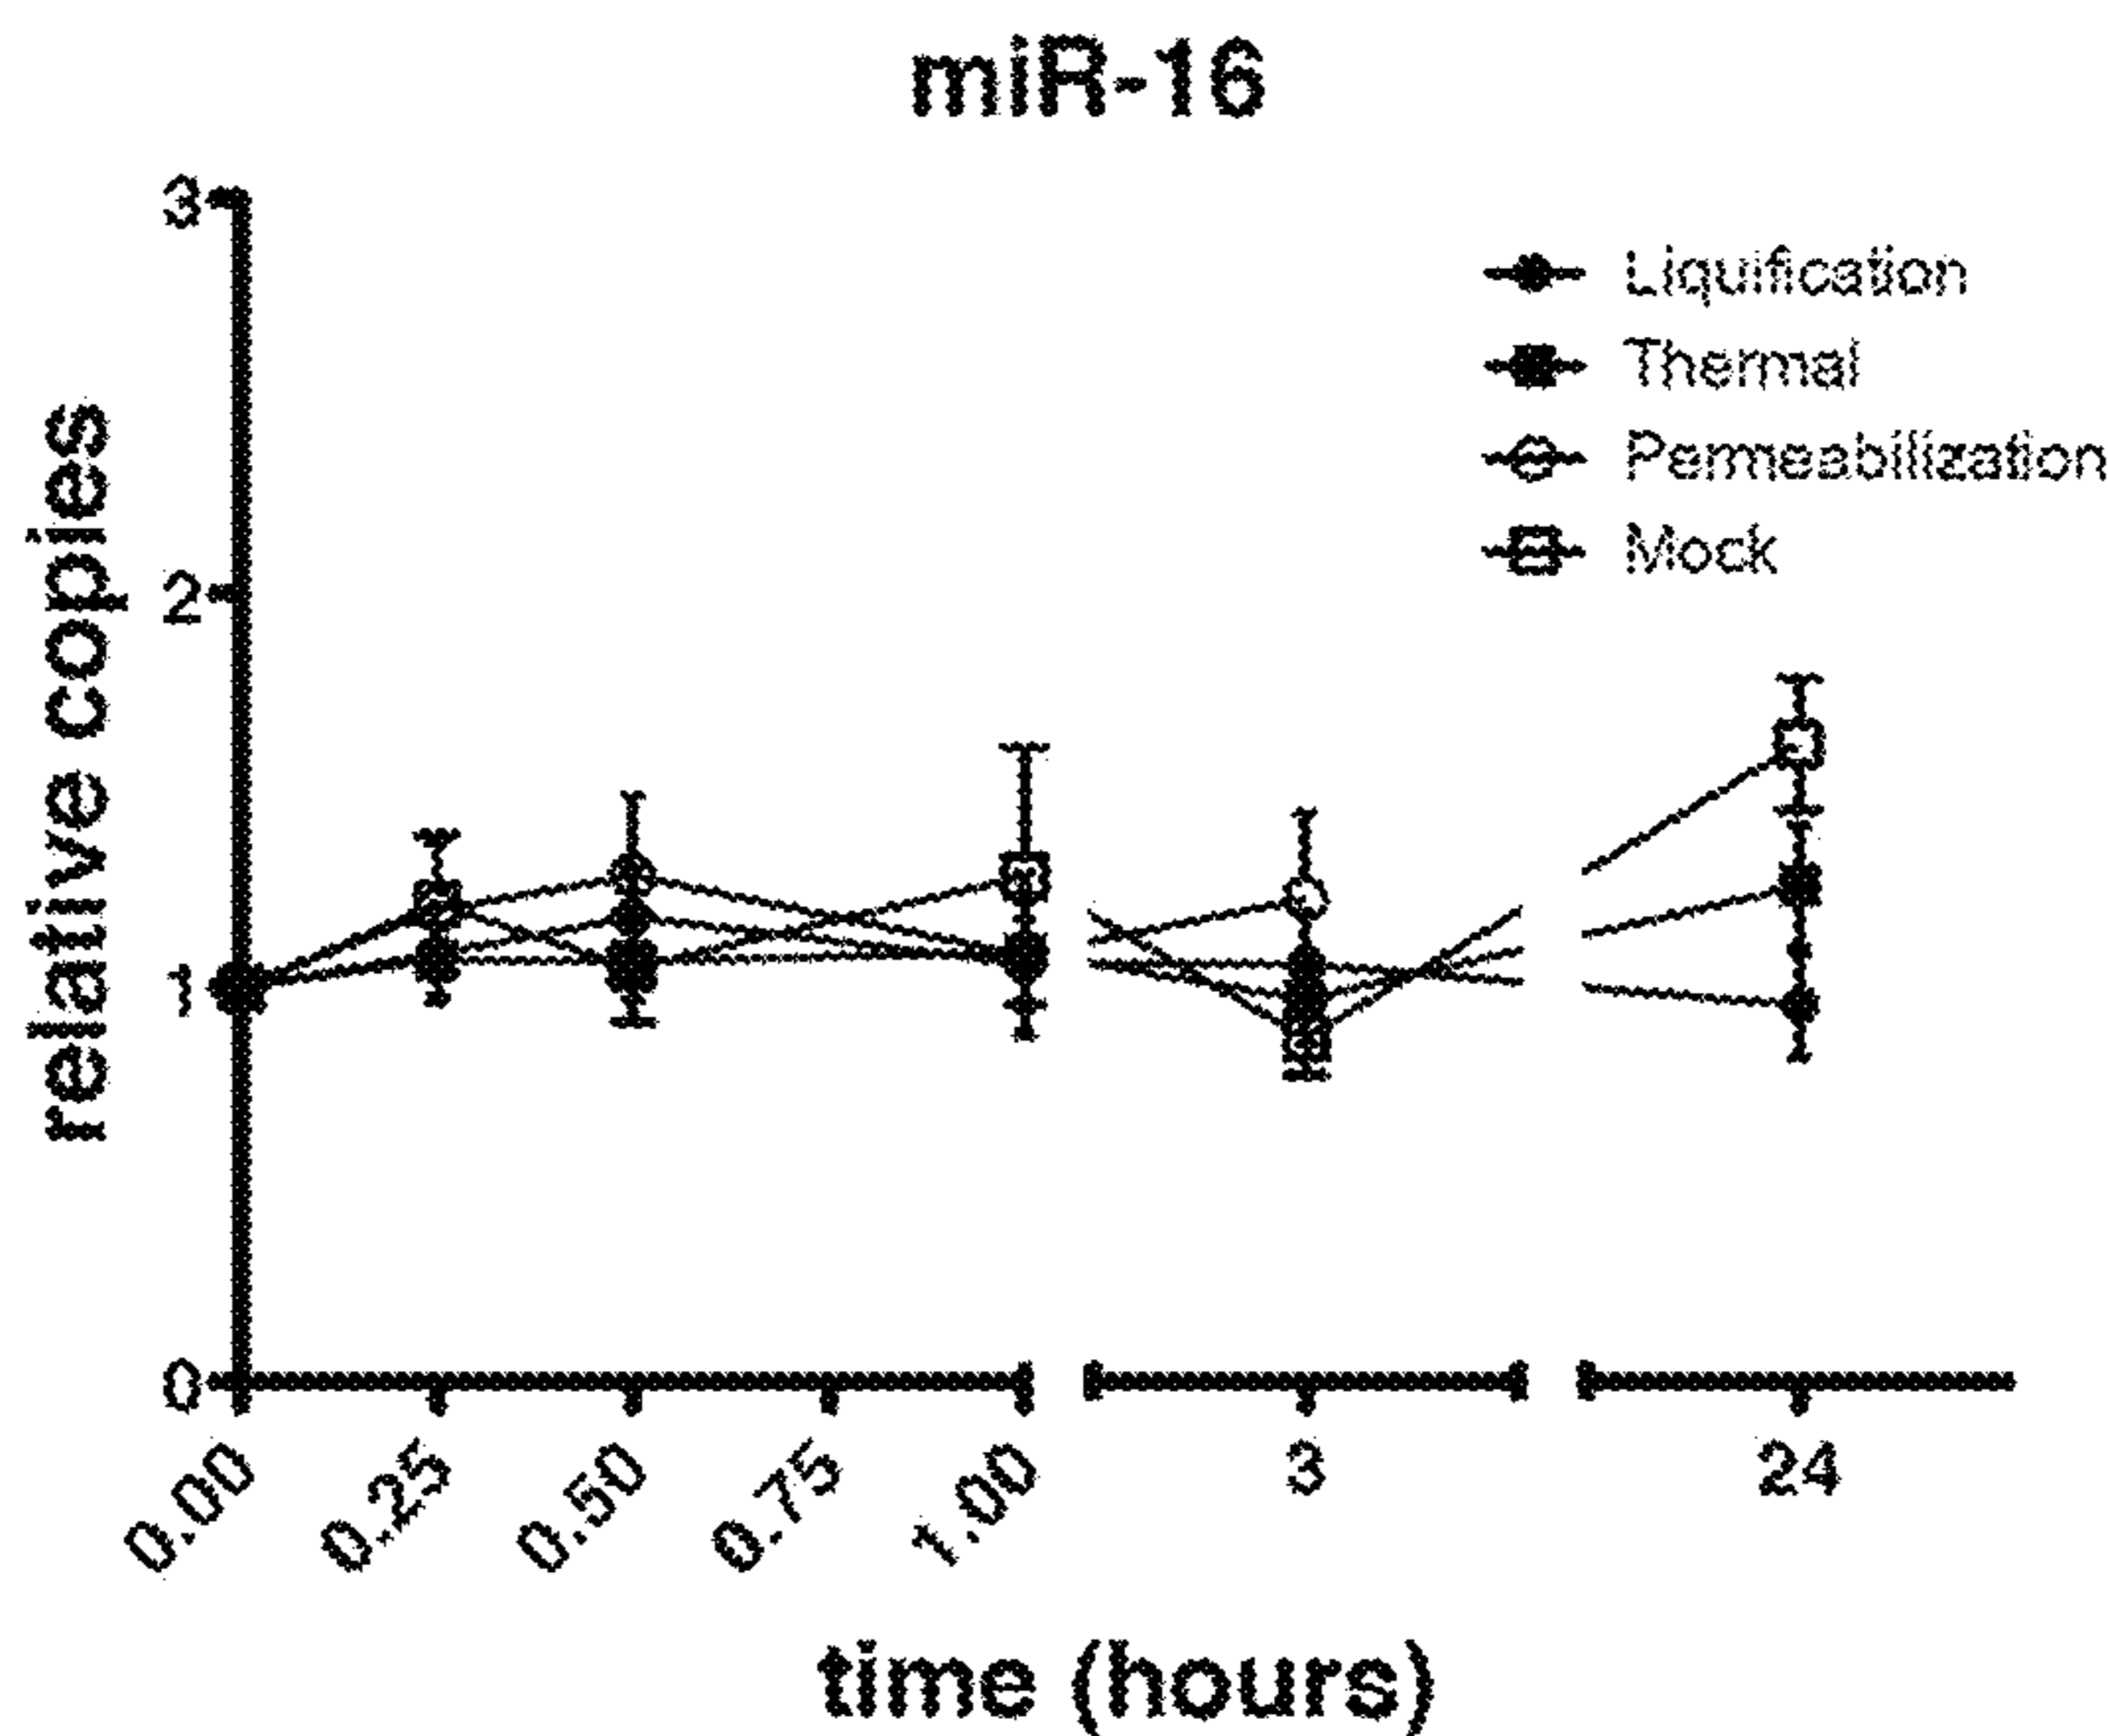 miR-16
3
2
1
0
relative copies
Liquification
Thermal
Permeabilization
Mock
0.00
0.25
0.50
0.75
1.00
3
24
time (hours)